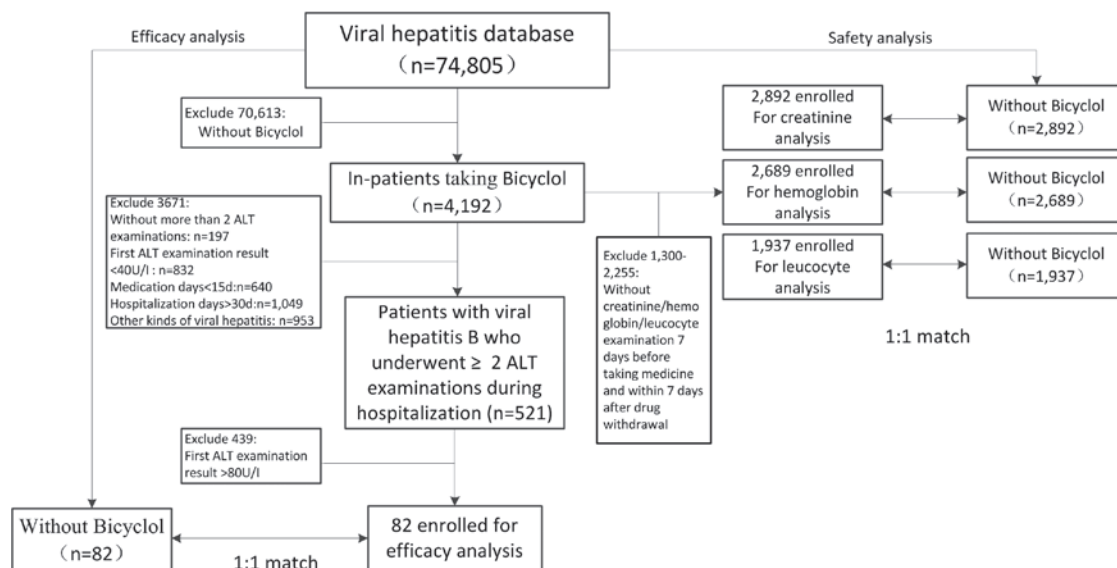 Efficacy analysis
Viral hepatitis database
（n=74,805）
Safety analysis
Exclude 70,613:
Without Bicyclol
2,892 enrolled
For creatinine
analysis
Without Bicyclol
（n=2,892）
In-patients taking Bicyclol
（n=4,192）
2,689 enrolled
For hemoglobin
analysis
Without Bicyclol
（n=2,689）
Exclude 3671:
Without more than 2 ALT
examinations: n=197
First ALT examination result
<40U/I : n=832
Medication days<15d:n=640
Hospitalization days>30d:n=1,049
Other kinds of viral hepatitis: n=953
Exclude 1,300-
2,255:
Without
creatinine/hemo
globin/leucocyte
examination 7
days before
taking medicine
and within 7 days
after drug
withdrawal
1,937 enrolled
For leucocyte
analysis
Without Bicyclol
（n=1,937）
1:1 match
Patients with viral
hepatitis B who
underwent ≥ 2 ALT
examinations during
hospitalization (n=521)
Exclude 439:
First ALT examination
result >80U/I
Without Bicyclol
（n=82）
1:1 match
82 enrolled for
efficacy analysis